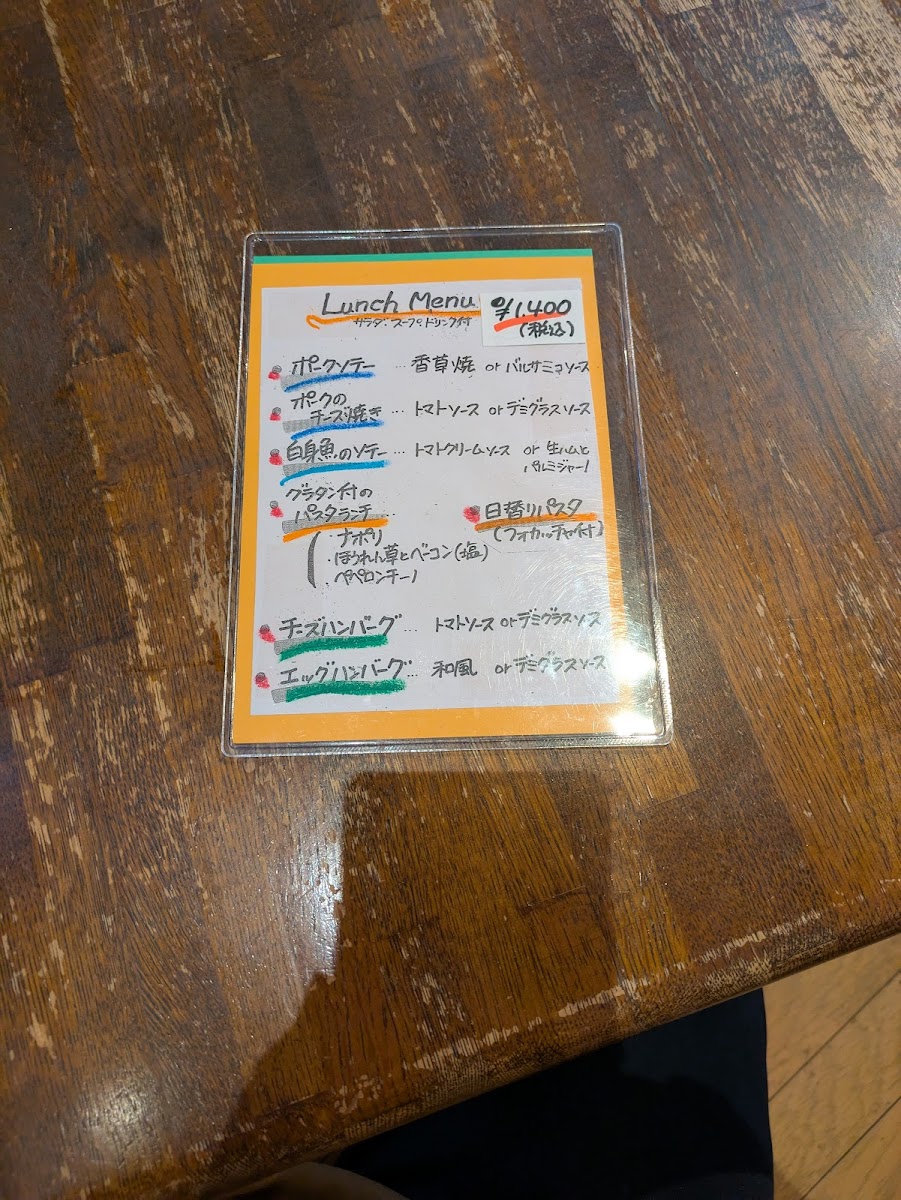 Lunch Menu
サラダ・スープ・ドリンク付
¥1,400
(税込)
ポークソテー … 香草焼 or バルサミコソース
ポークの
チーズ焼き … トマトソース or デミグラスソース
白身魚のソテー … トマトクリームソース or 生ハムと
パルミジャーノ
グラタン付の
パスタランチ …
ナポリ
・ほうれん草とベーコン(塩)
・ペペロンチーノ
日替りパスタ
(フォカッチャ付)
チーズハンバーグ … トマトソース or デミグラスソース
エッグハンバーグ … 和風 or デミグラスソース